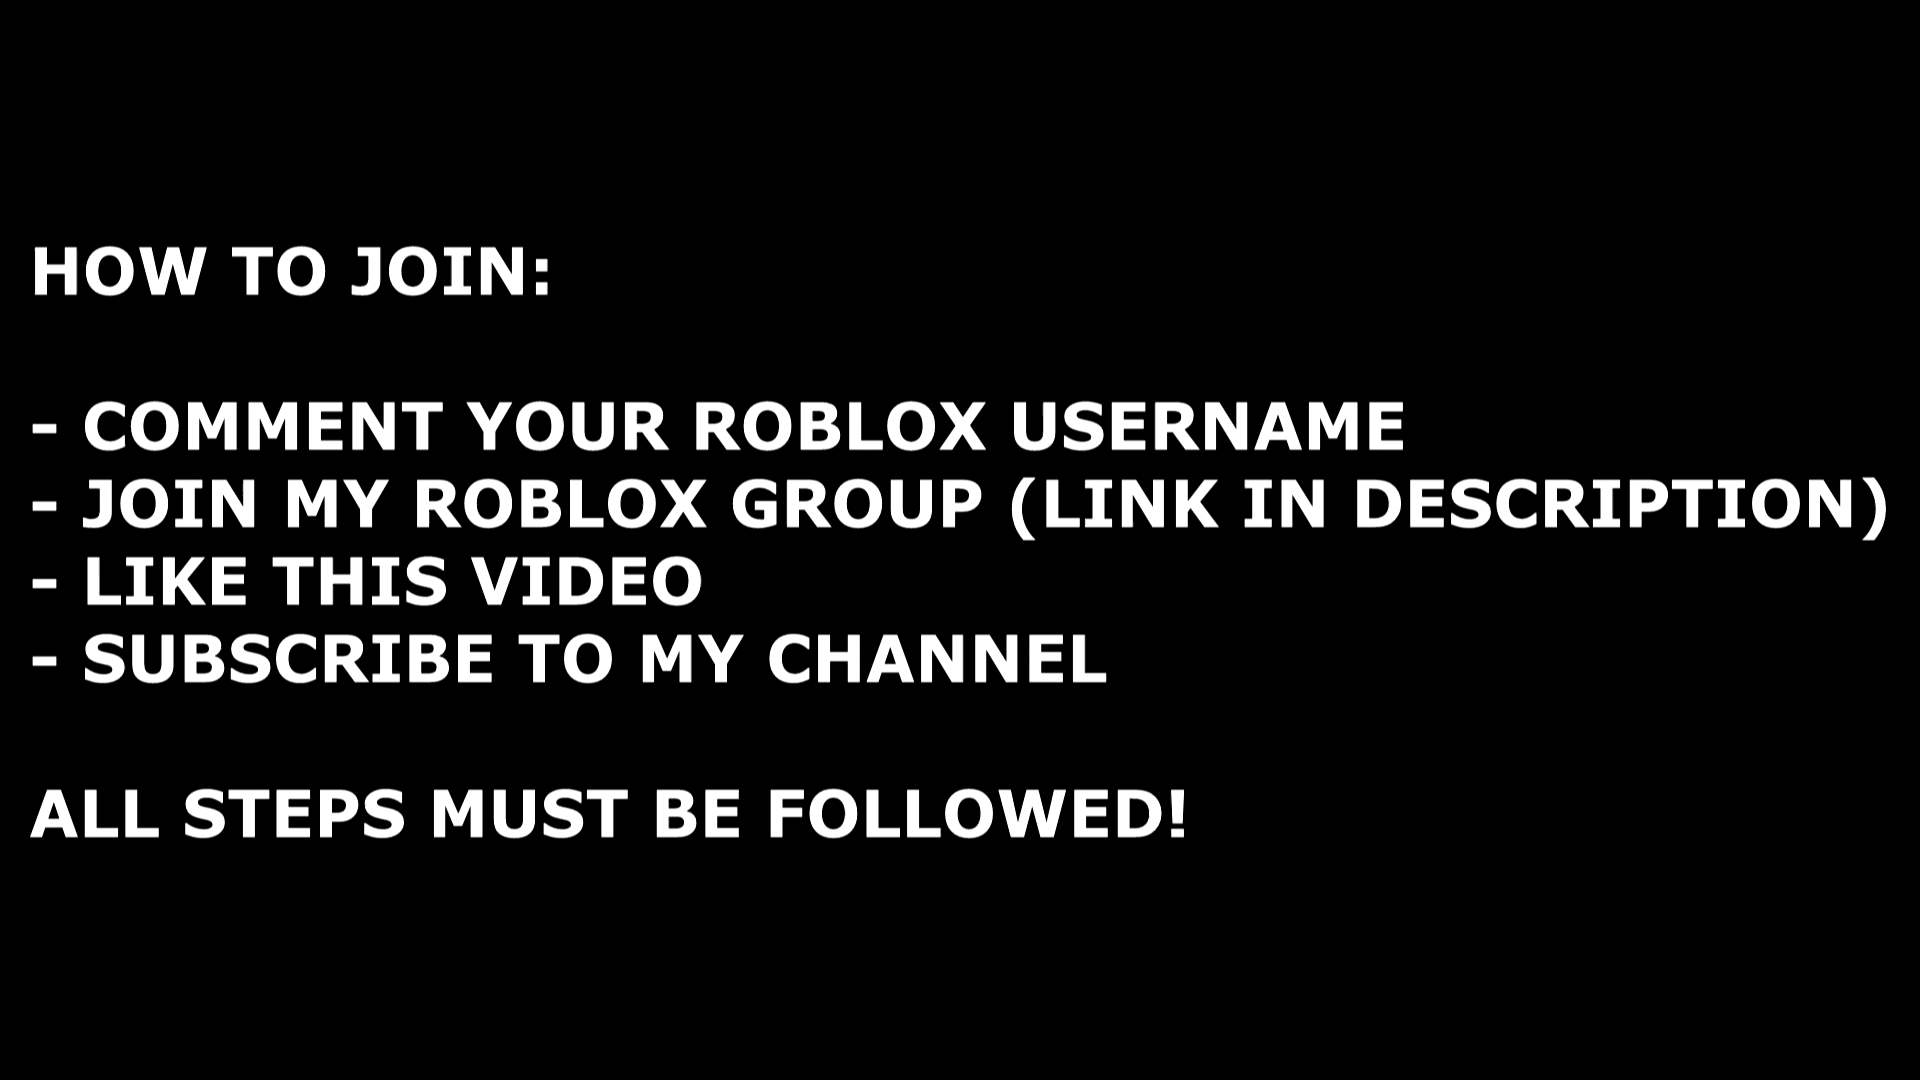 HOW TO JOIN:
- COMMENT YOUR ROBLOX USERNAME
- JOIN MY ROBLOX GROUP (LINK IN DESCRIPTION)
- LIKE THIS VIDEO
- SUBSCRIBE TO MY CHANNEL
ALL STEPS MUST BE FOLLOWED!